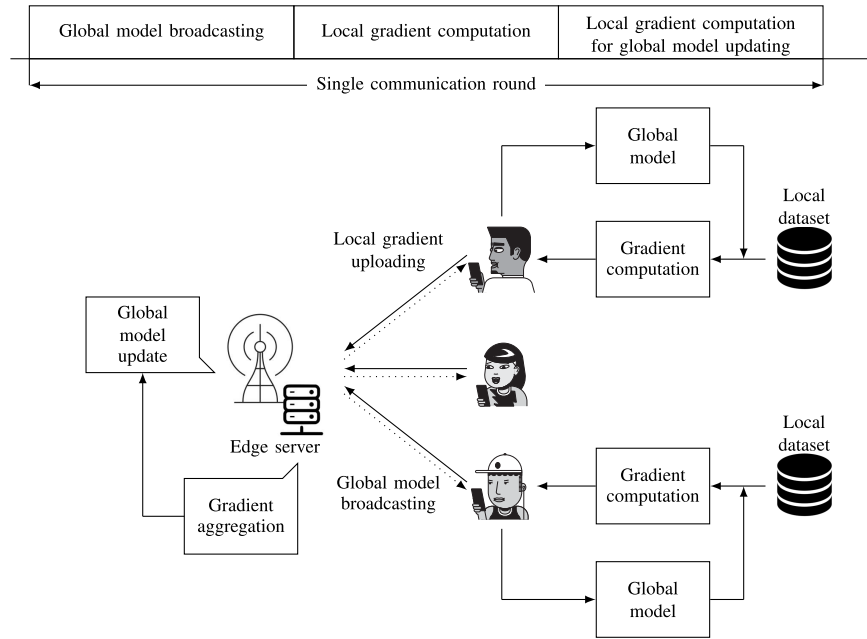 Global model broadcasting
Local gradient computation
Local gradient computation
for global model updating
Single communication round
Global
model
Local
dataset
Local gradient
uploading
Gradient
computation
Global
model
update
Edge server
Local
dataset
Global model
broadcasting
Gradient
computation
Gradient
aggregation
Global
model